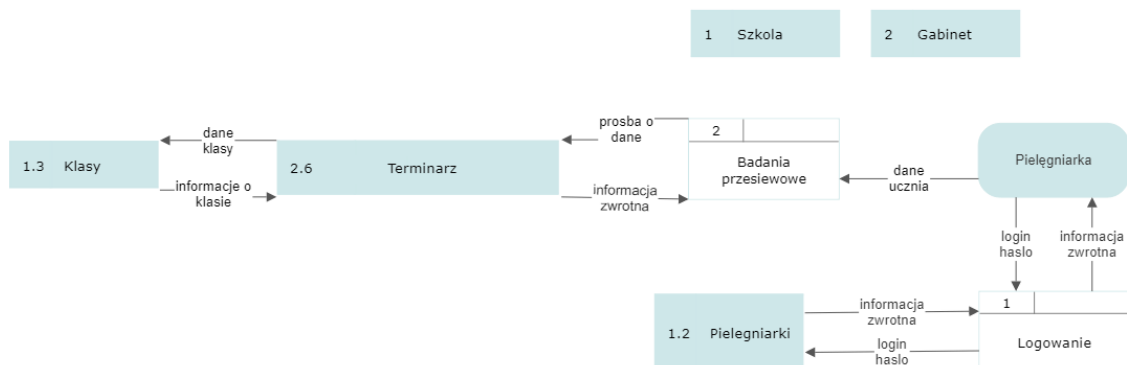 1 Szkola
2 Gabinet
1.3 Klasy
dane
klasy
informacje o
klasie
2.6 Terminarz
prosba o
dane
informacja
zwrotna
2
Badania
przesiewowe
dane
ucznia
Pielęgniarka
login
haslo
informacja
zwrotna
1.2 Pielegniarki
informacja
zwrotna
login
haslo
1
Logowanie